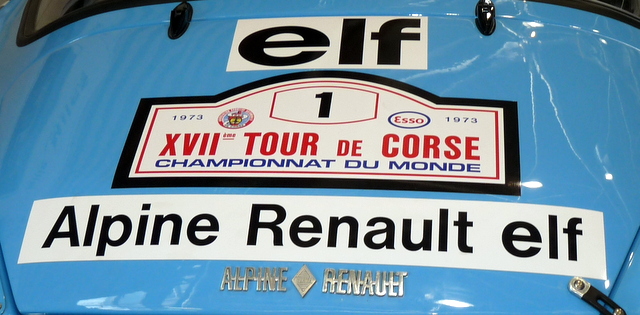 elf
1
1973 Esso 1973
XVIIème TOUR DE CORSE
CHAMPIONNAT DU MONDE
Alpine Renault elf
ALPINE RENAULT